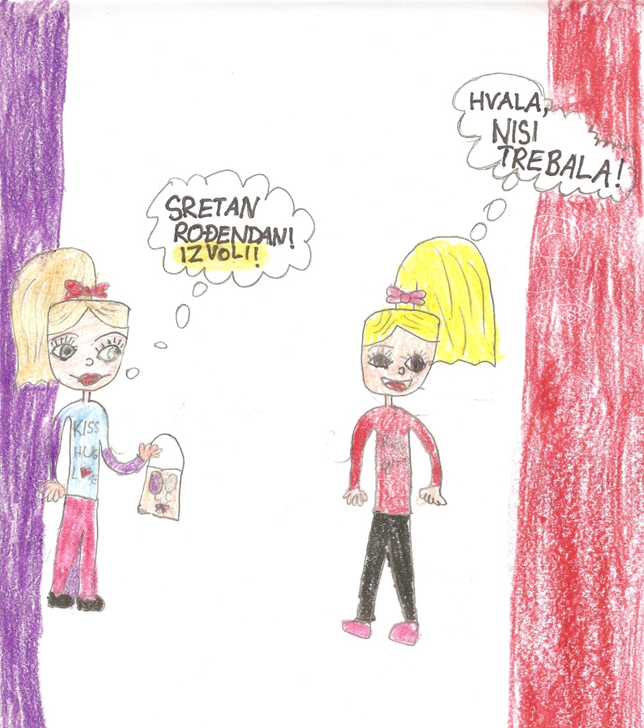 SRETAN
ROĐENDAN!
IZVOLI!
HVALA,
NISI
TREBALA!
KISS
HUG